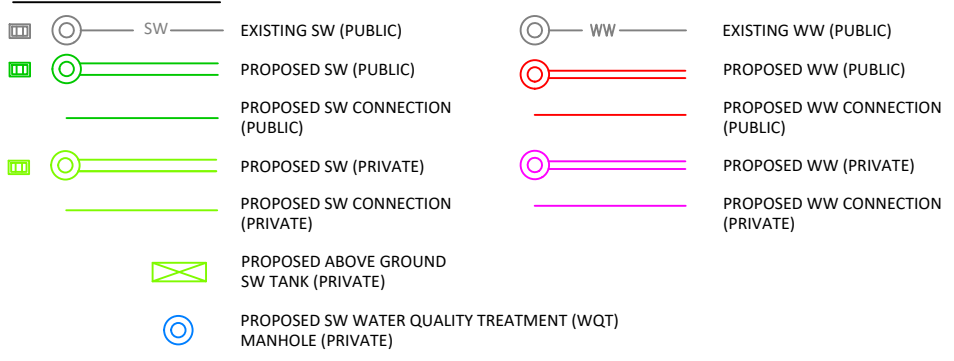 SW
EXISTING SW (PUBLIC)
PROPOSED SW (PUBLIC)
PROPOSED SW CONNECTION
(PUBLIC)
PROPOSED SW (PRIVATE)
PROPOSED SW CONNECTION
(PRIVATE)
PROPOSED ABOVE GROUND
SW TANK (PRIVATE)
PROPOSED SW WATER QUALITY TREATMENT (WQT)
MANHOLE (PRIVATE)
WW
EXISTING WW (PUBLIC)
PROPOSED WW (PUBLIC)
PROPOSED WW CONNECTION
(PUBLIC)
PROPOSED WW (PRIVATE)
PROPOSED WW CONNECTION
(PRIVATE)